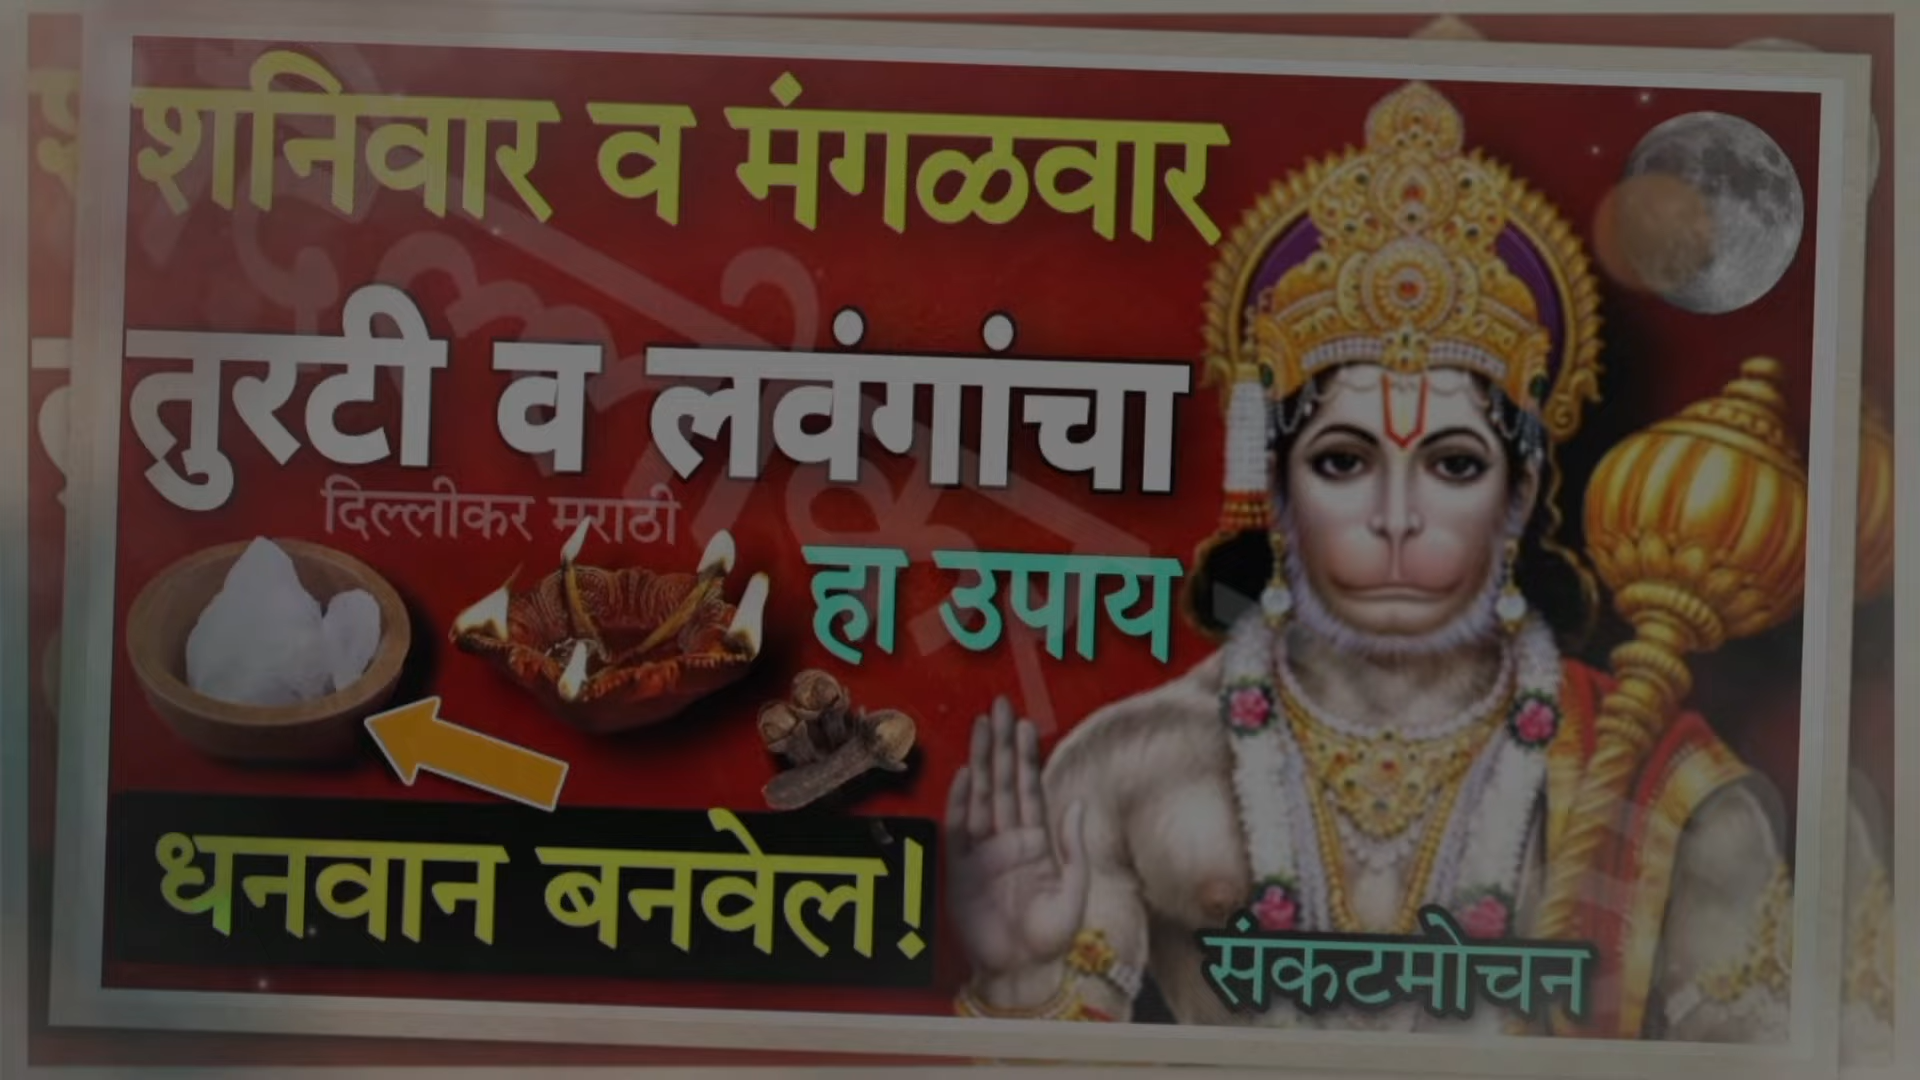 शनिवार व मंगळवार
तुरटी व लवंगांचा
दिल्लीकर मराठी
हा उपाय
धनवान बनवेल!
संकटमोचन